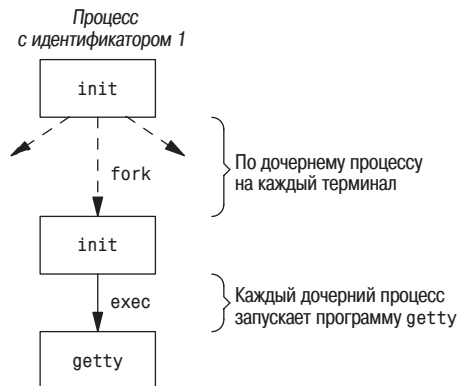 Процесс
с идентификатором 1
init
fork
По дочернему процессу
на каждый терминал
init
exec
Каждый дочерний процесс
запускает программу getty
getty